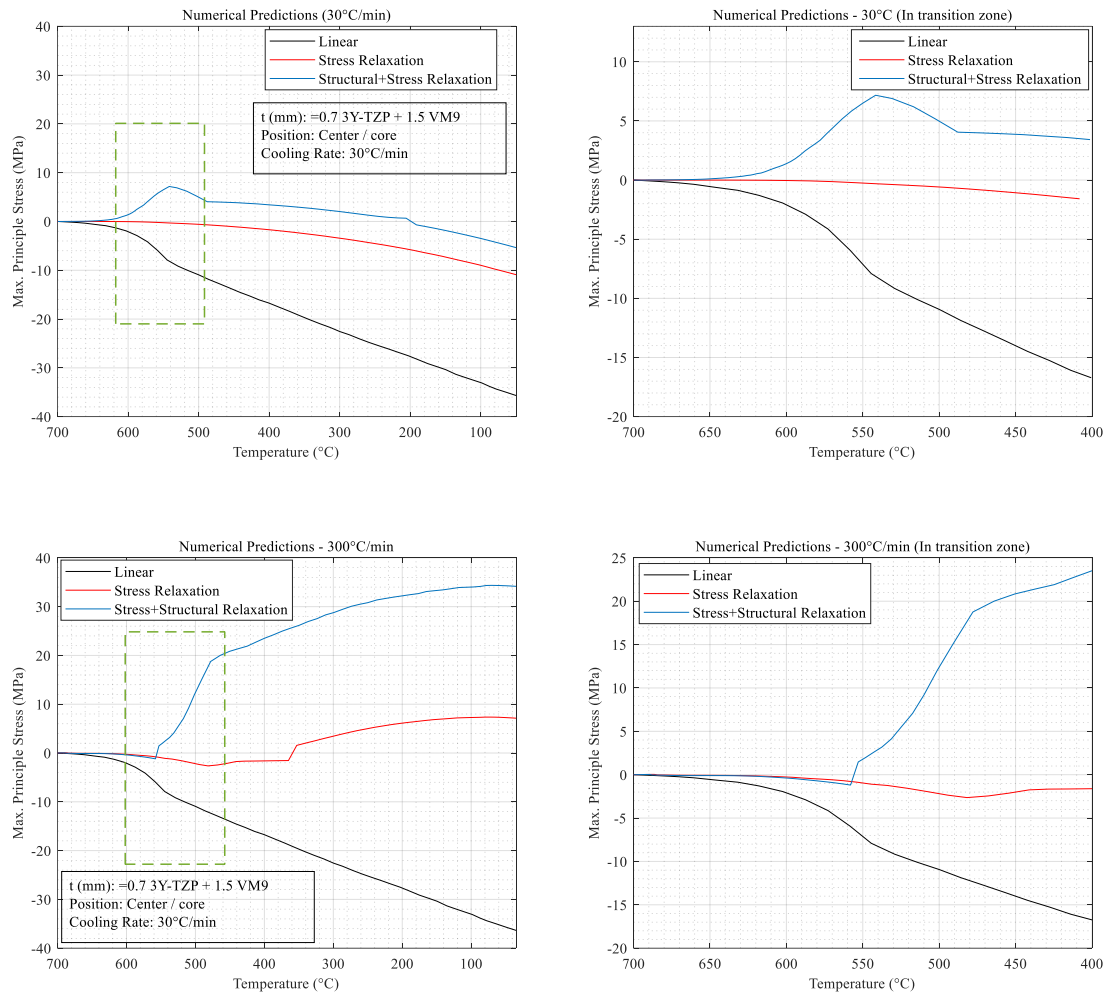 Numerical Predictions (30°C/min)
Linear
Stress Relaxation
Structural+Stress Relaxation
t (mm): =0.7 3Y-TZP + 1.5 VM9
Position: Center / core
Cooling Rate: 30°C/min
40
30
20
10
0
-10
-20
-30
-40
Max. Principle Stress (MPa)
700 600 500 400 300 200 100
Temperature (°C)
Numerical Predictions - 30°C (In transition zone)
Linear
Stress Relaxation
Structural+Stress Relaxation
10
5
0
-5
-10
-15
-20
Max. Principle Stress (MPa)
700 650 600 550 500 450 400
Temperature (°C)
Numerical Predictions - 300°C/min
Linear
Stress Relaxation
Stress+Structural Relaxation
40
30
20
10
0
-10
-20
-30
-40
Max. Principle Stress (MPa)
t (mm): =0.7 3Y-TZP + 1.5 VM9
Position: Center / core
Cooling Rate: 30°C/min
700 600 500 400 300 200 100
Temperature (°C)
Numerical Predictions - 300°C/min (In transition zone)
Linear
Stress Relaxation
Stress+Structural Relaxation
25
20
15
10
5
0
-5
-10
-15
-20
Max. Principle Stress (MPa)
700 650 600 550 500 450 400
Temperature (°C)